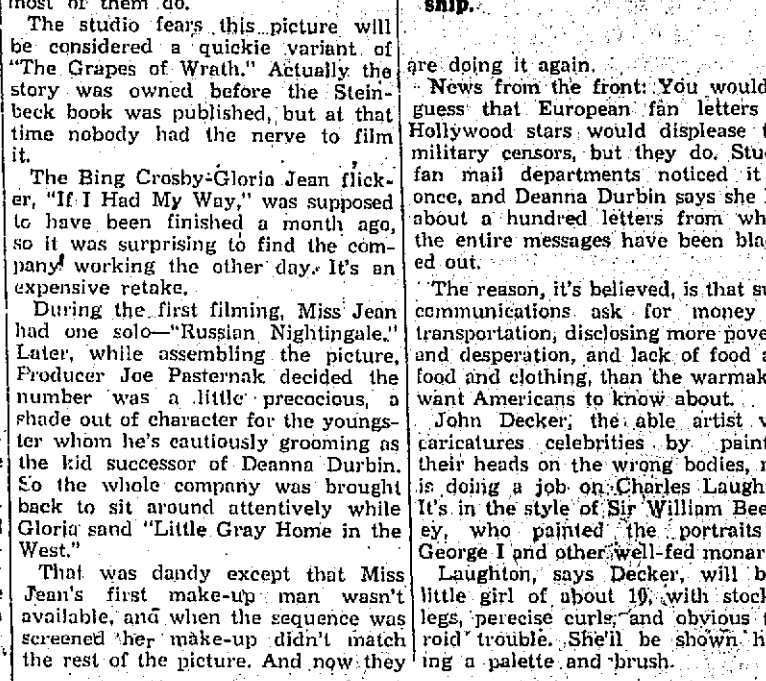 most of them do.
The studio fears this picture will
be considered a quickie variant of
"The Grapes of Wrath." Actually the
story was owned before the Stein-
beck book was published, but at that
time nobody had the nerve to film
it.
The Bing Crosby-Gloria Jean flick-
er, "If I Had My Way," was supposed
to have been finished a month ago,
so it was surprising to find the com-
pany working the other day. It's an
expensive retake.
During the first filming, Miss Jean
had one solo—"Russian Nightingale."
Later, while assembling the picture,
Producer Joe Pasternak decided the
number was a little precocious, a
shade out of character for the youngs-
ter whom he's cautiously grooming as
the kid successor of Deanna Durbin.
So the whole company was brought
back to sit around attentively while
Gloria sand "Little Gray Home in the
West."
That was dandy except that Miss
Jean's first make-up man wasn't
available, and when the sequence was
screened her make-up didn't match
the rest of the picture. And now they
ship.
are doing it again.
News from the front: You would
guess that European fan letters
Hollywood stars would displease t
military censors, but they do. Stu
fan mail departments noticed it
once, and Deanna Durbin says she
about a hundred letters from wh
the entire messages have been bla
ed out.
The reason, it's believed, is that su
communications ask for money
transportation, disclosing more pove
and desperation, and lack of food a
food and clothing, than the warmak
want Americans to know about.
John Decker, the able artist w
caricatures celebrities by paint
their heads on the wrong bodies, n
is doing a job on Charles Laugh
It's in the style of Sir William Bee
ey, who painted the portraits
George I and other well-fed monar
Laughton, says Decker, will b
little girl of about 10, with stock
legs, perecise curls, and obvious t
roid trouble. She'll be shown h
ing a palette and brush.